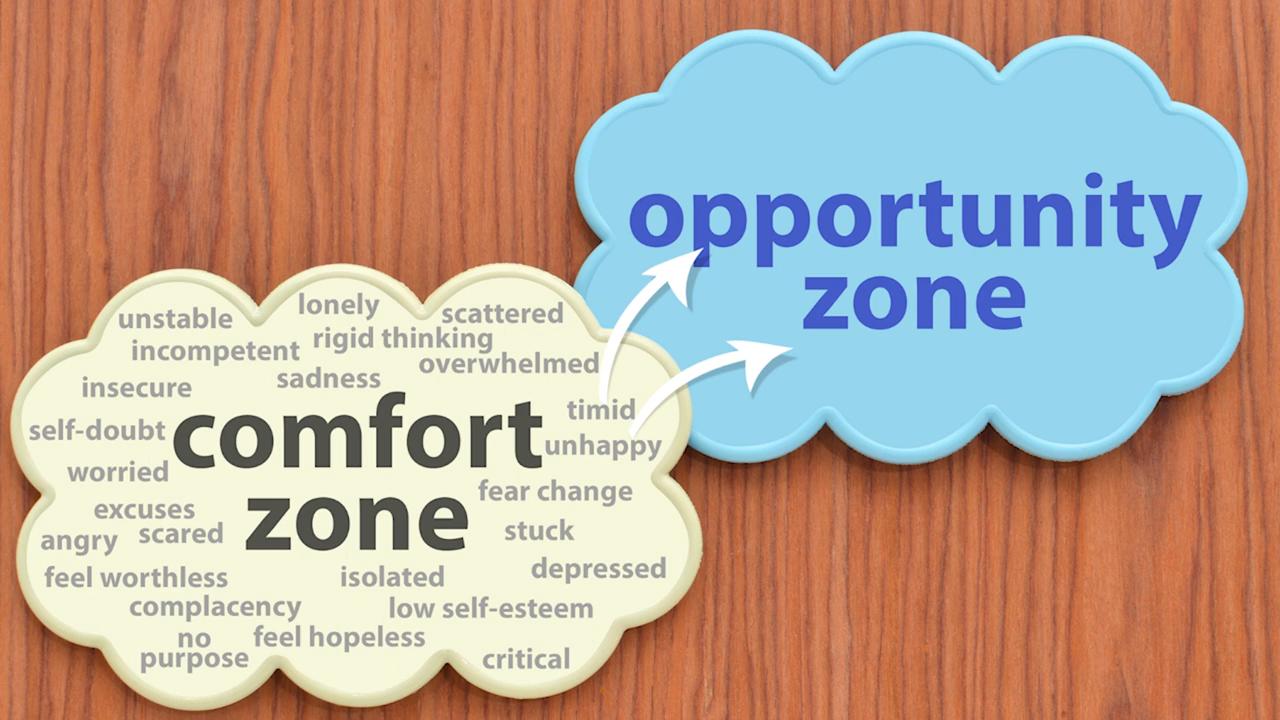 opportunity
zone
unstable
lonely
scattered
incompetent
rigid thinking
overwhelmed
insecure
sadness
self-doubt
comfort
zone
timid
unhappy
worried
fear change
excuses
angry
scared
stuck
feel worthless
isolated
depressed
complacency
low self-esteem
no
purpose
feel hopeless
critical